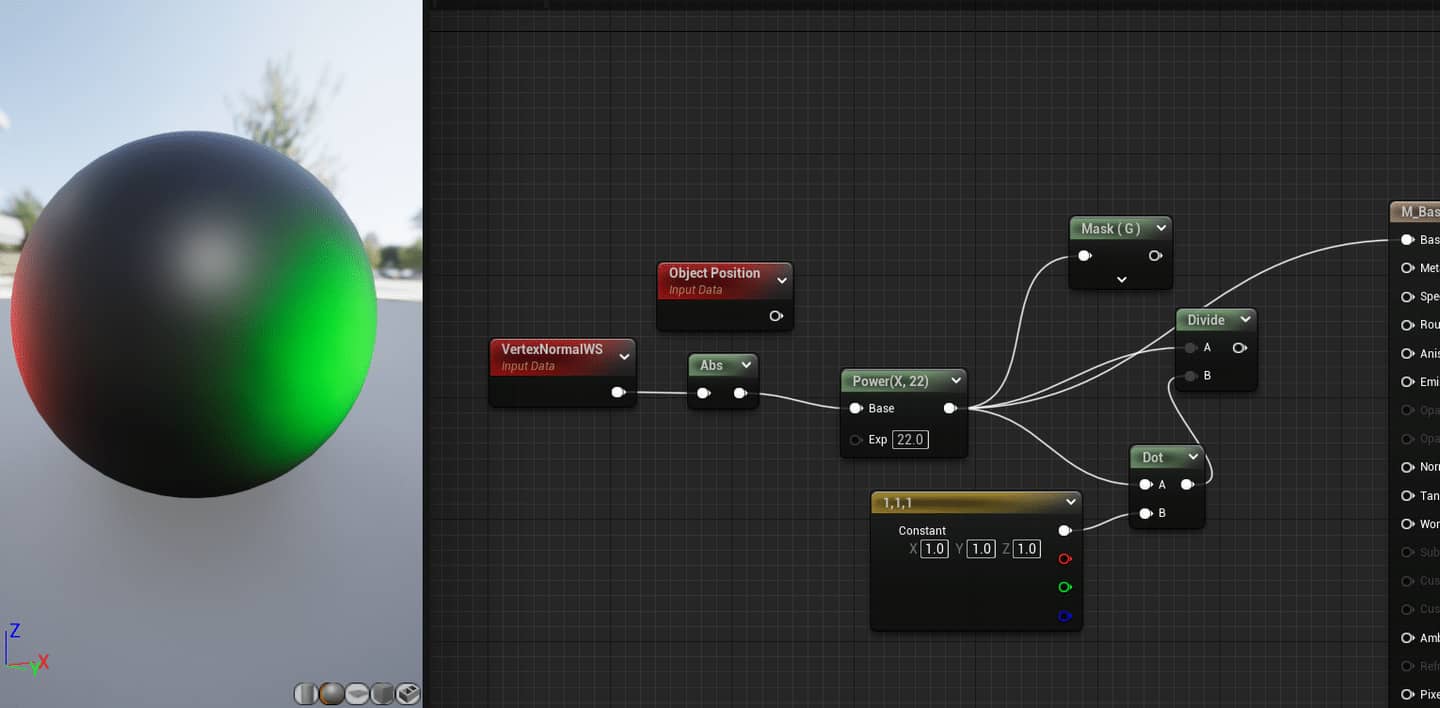 Mask ( G )
M_Bas
Bas
Object Position
Input Data
Met
Spe
Divide
Rou
A
VertexNormalWS
Input Data
Anis
Abs
B
Power(X, 22)
Emi
Base
Opa
Exp 22.0
Opa
Dot
Norr
A
Tan
1,1,1
B
Wor
Constant
X 1.0 Y 1.0 Z 1.0
Sub
Cus
Cus
Z
Amb
X
Y
Refr
Pixe